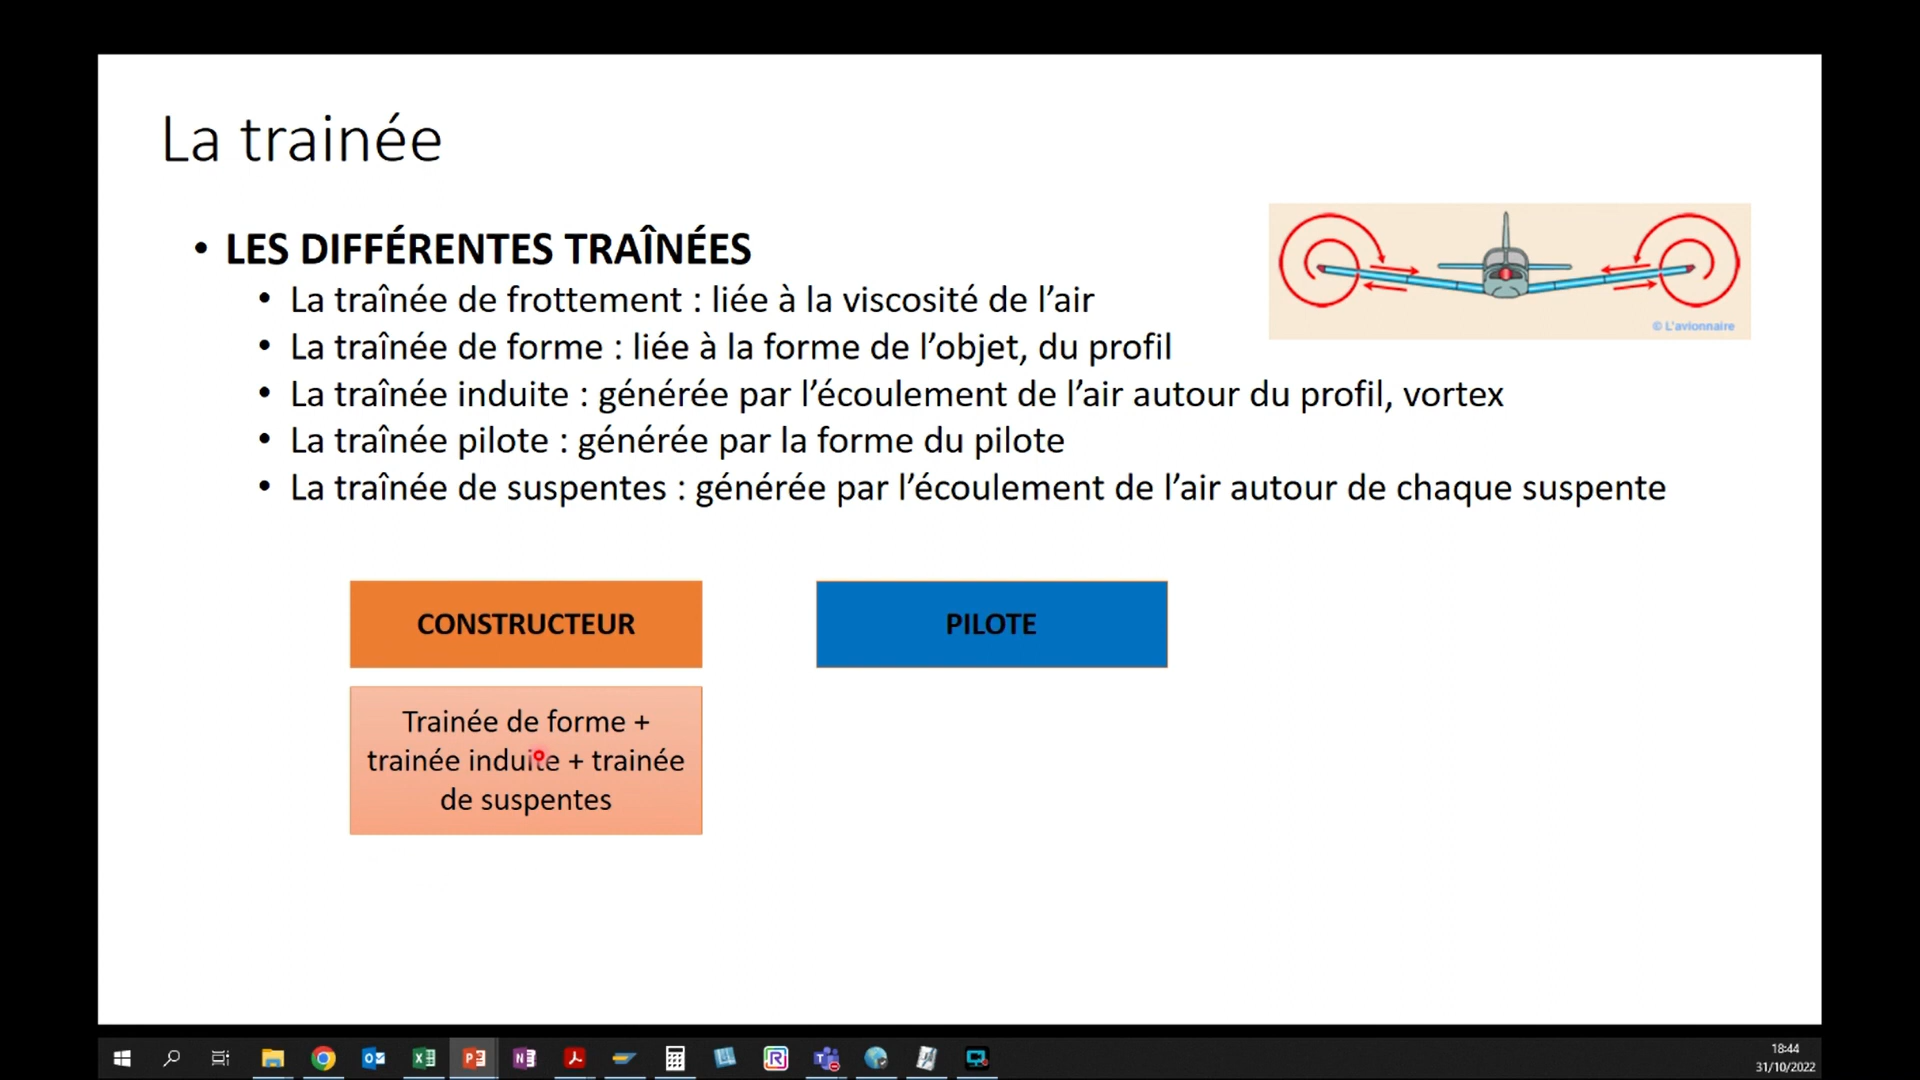 La trainée
• LES DIFFÉRENTES TRAÎNÉES
• La traînée de frottement : liée à la viscosité de l'air
• La traînée de forme : liée à la forme de l'objet, du profil
• La traînée induite : générée par l'écoulement de l'air autour du profil, vortex
• La traînée pilote : générée par la forme du pilote
• La traînée de suspentes : générée par l'écoulement de l'air autour de chaque suspente
© L'avionnaire
CONSTRUCTEUR
PILOTE
Trainée de forme +
trainée induite + trainée
de suspentes
18:44
31/10/2022